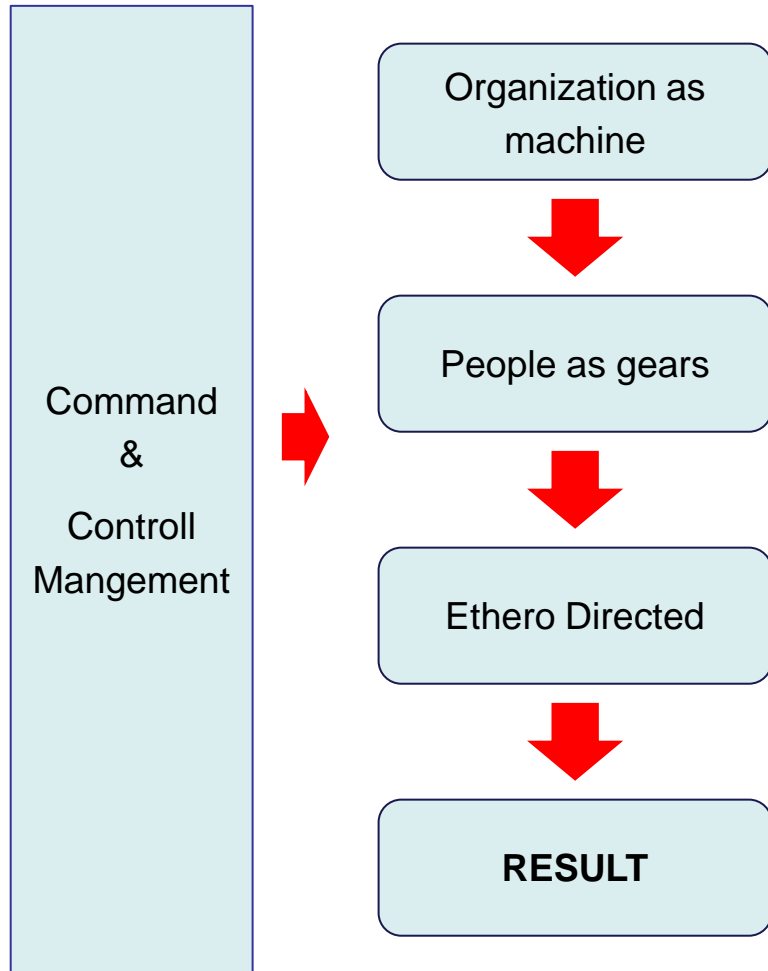 Command
&
Controll
Mangement
Organization as
machine
People as gears
Ethero Directed
RESULT